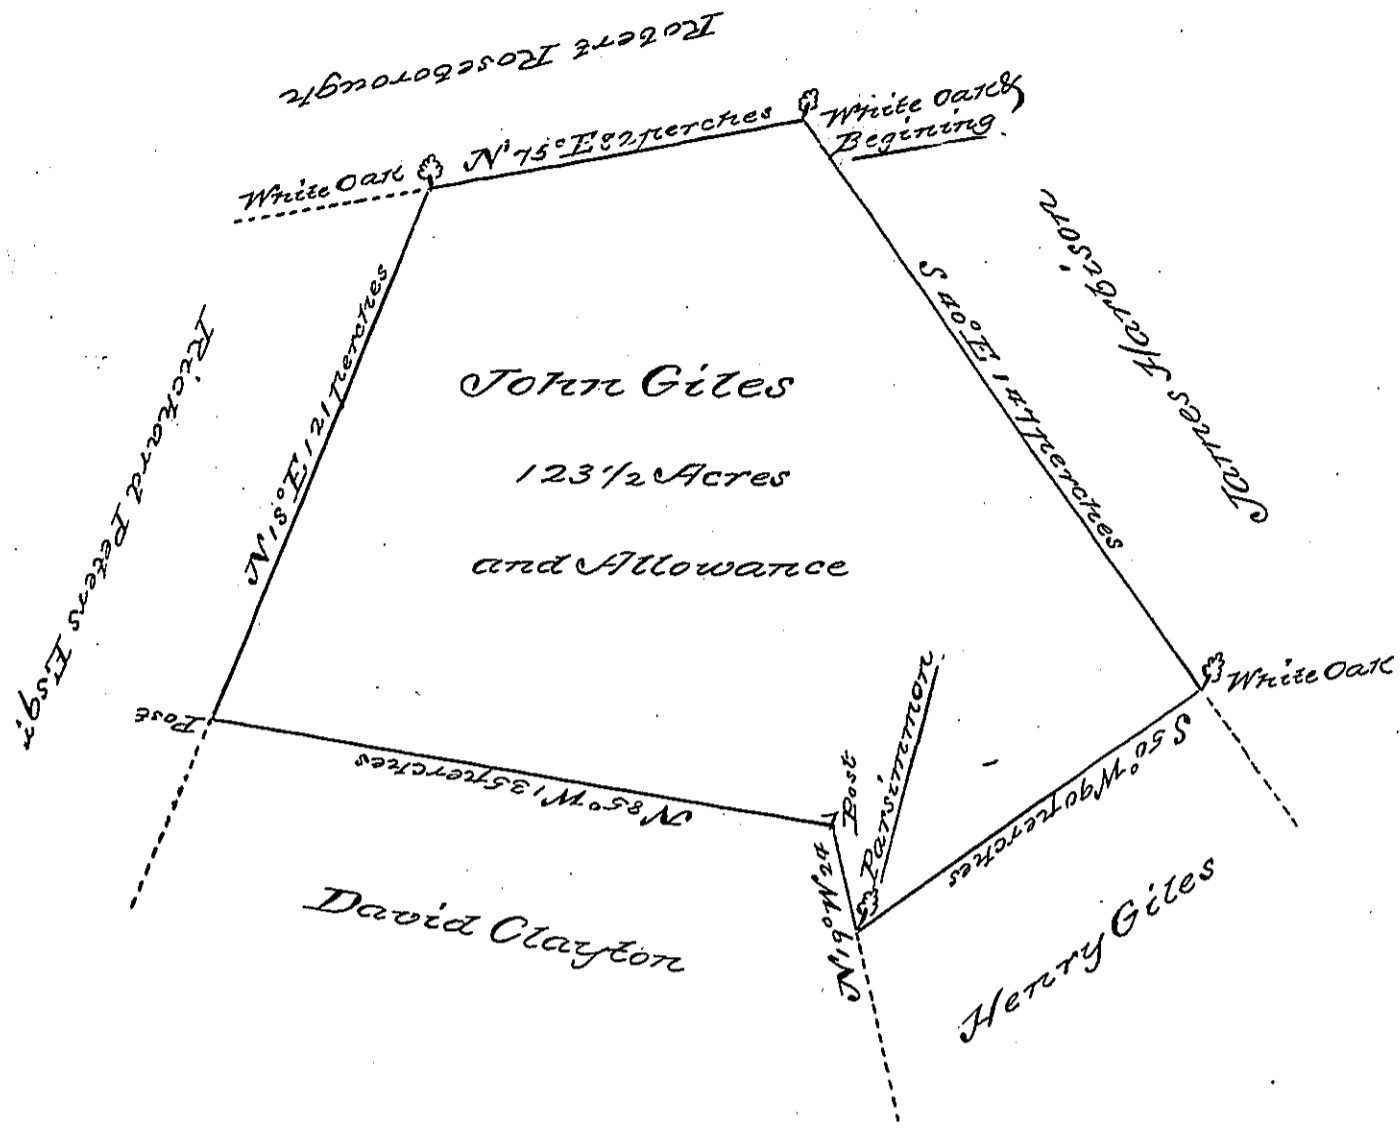 Robert Roseborough
White Oak &
Begining
N 75° E 82 perches
White Oak
James Harbison
S 40° E 147 perches
Richard Peters Esqr
N 18° E 121 perches
John Giles
123 1/2 Acres
and Allowance
White Oak
Post
N 85° W 135 perches
Post
Parsimmon
S 50° W 90 perches
N 19° W 24
David Clayton
Henry Giles